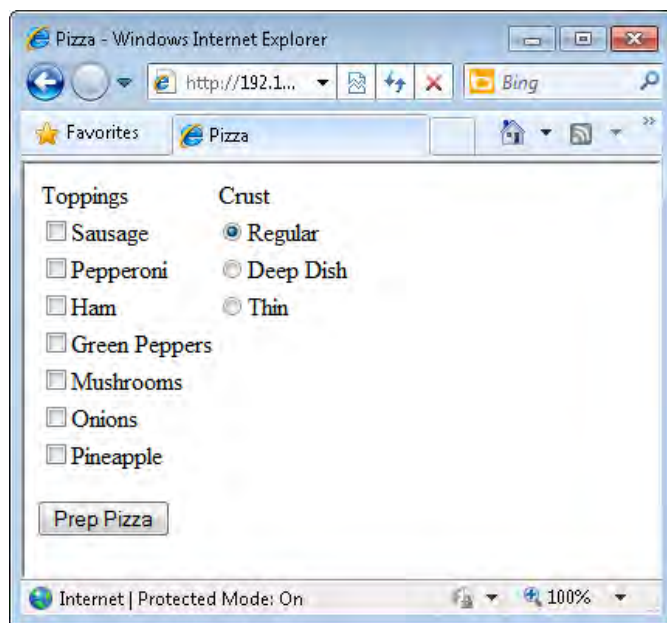 Pizza - Windows Internet Explorer
http://192.1...
Bing
Favorites
Pizza
Toppings Crust
Sausage Regular
Pepperoni Deep Dish
Ham Thin
Green Peppers
Mushrooms
Onions
Pineapple
Prep Pizza
Internet | Protected Mode: On
100%